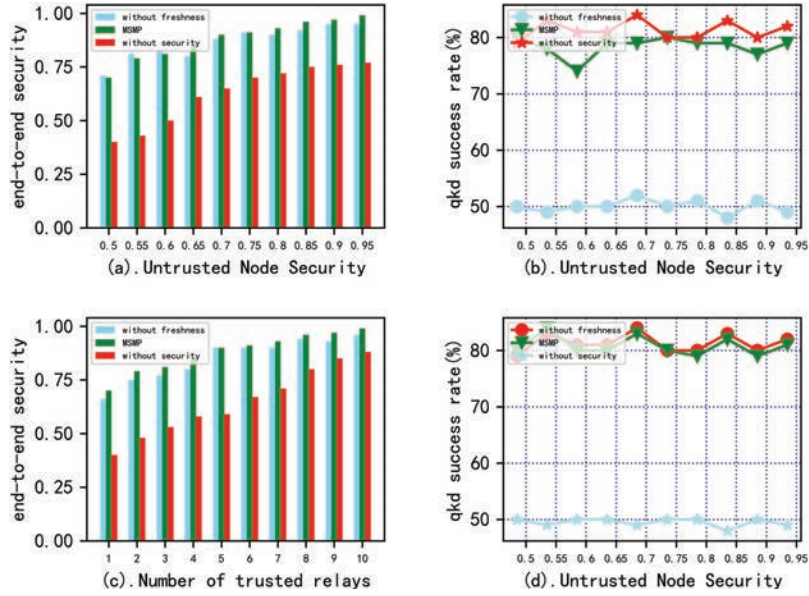 1.00
0.75
0.50
0.25
0.00
end-to-end security
without freshness
MSMP
without security
0.5 0.55 0.6 0.65 0.7 0.75 0.8 0.85 0.9 0.95
(a).Untrusted Node Security
80
70
60
50
qkd success rate(%)
without freshness
MSMP
without security
0.5 0.55 0.6 0.65 0.7 0.75 0.8 0.85 0.9 0.95
(b).Untrusted Node Security
1.00
0.75
0.50
0.25
0.00
end-to-end security
without freshness
MSMP
without security
1 2 3 4 5 6 7 8 9 10
(c).Number of trusted relays
80
70
60
50
qkd success rate(%)
without freshness
MSMP
without security
0.5 0.55 0.6 0.65 0.7 0.75 0.8 0.85 0.9 0.95
(d).Untrusted Node Security